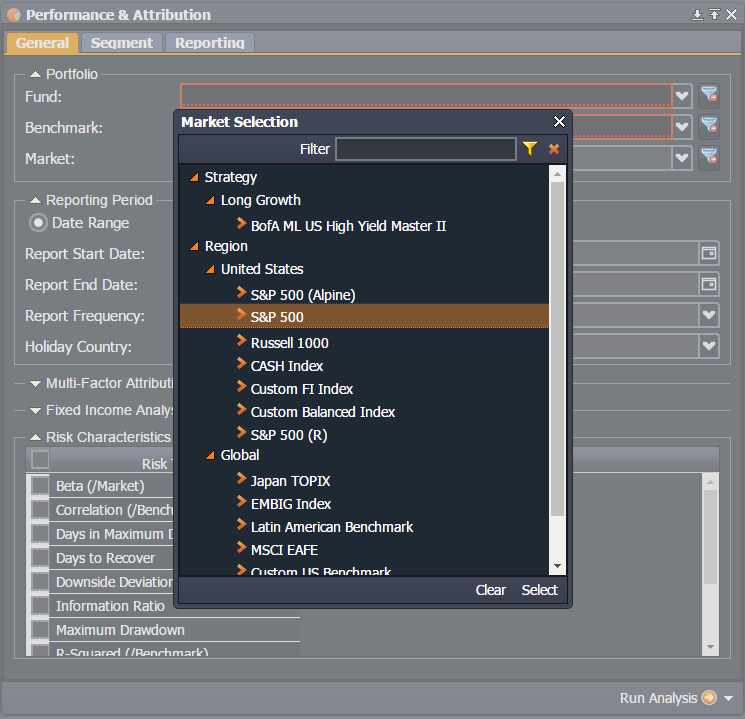 Performance & Attribution
General Segment Reporting
Portfolio
Fund:
Benchmark:
Market:
Reporting Period
Date Range
Report Start Date:
Report End Date:
Report Frequency:
Holiday Country:
Multi-Factor Attributi
Fixed Income Analys
Risk Characteristics
Risk T
Beta (/Market)
Correlation (/Bench
Days in Maximum D
Days to Recover
Downside Deviation
Information Ratio
Maximum Drawdown
R-Squared (/Benchmark)
Market Selection
Filter
Strategy
Long Growth
BofA ML US High Yield Master II
Region
United States
S&P 500 (Alpine)
S&P 500
Russell 1000
CASH Index
Custom FI Index
Custom Balanced Index
S&P 500 (R)
Global
Japan TOPIX
EMBIG Index
Latin American Benchmark
MSCI EAFE
Custom US Benchmark
Clear Select
Run Analysis